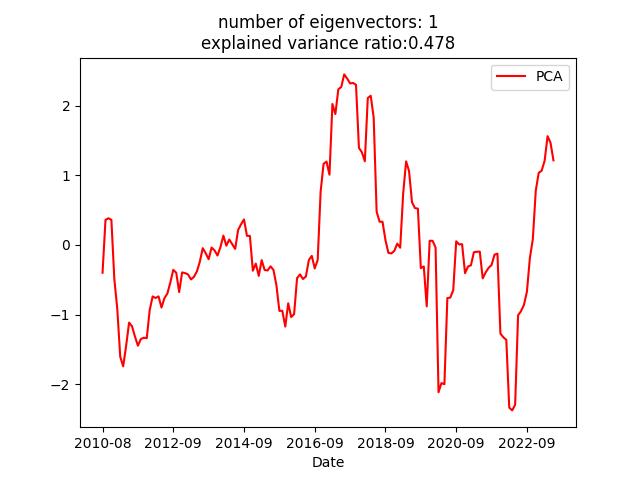 number of eigenvectors: 1
explained variance ratio:0.478
PCA
2
1
0
−1
−2
2010-08 2012-09 2014-09 2016-09 2018-09 2020-09 2022-09
Date